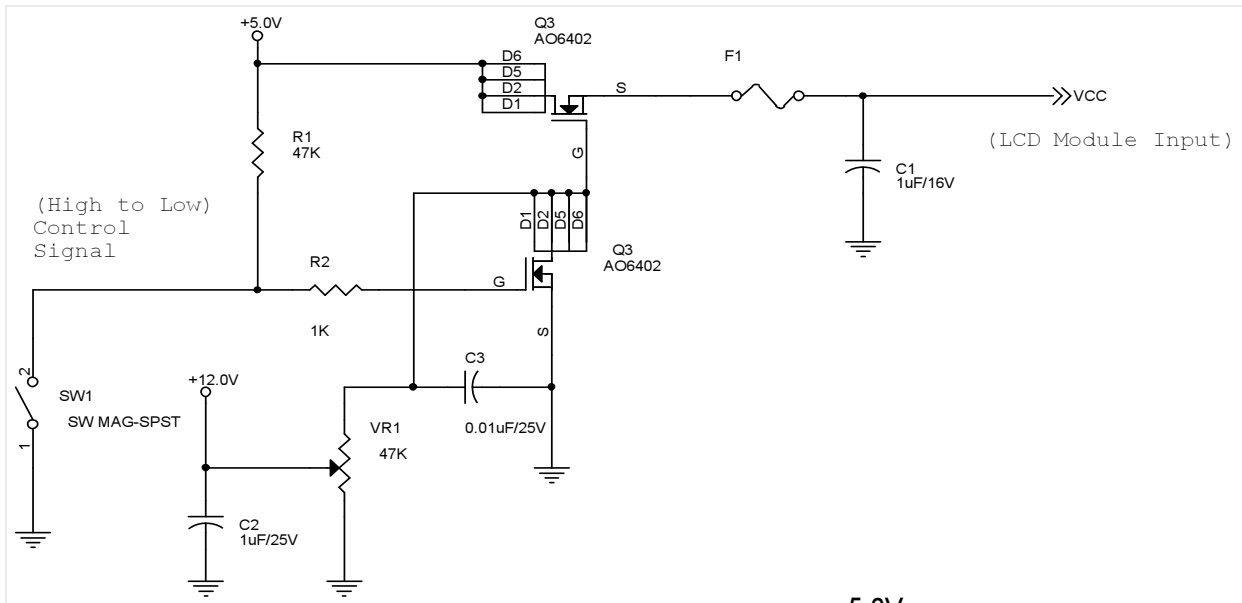 +5.0V
Q3
AO6402
D6
D5
D2
D1
S
F1
VCC
(LCD Module Input)
R1
47K
G
C1
1uF/16V
(High to Low)
Control
Signal
D1
D2
D5
D6
Q3
AO6402
R2
G
1K
S
C3
2
+12.0V
SW1
SW MAG-SPST
VR1
0.01uF/25V
1
47K
C2
1uF/25V